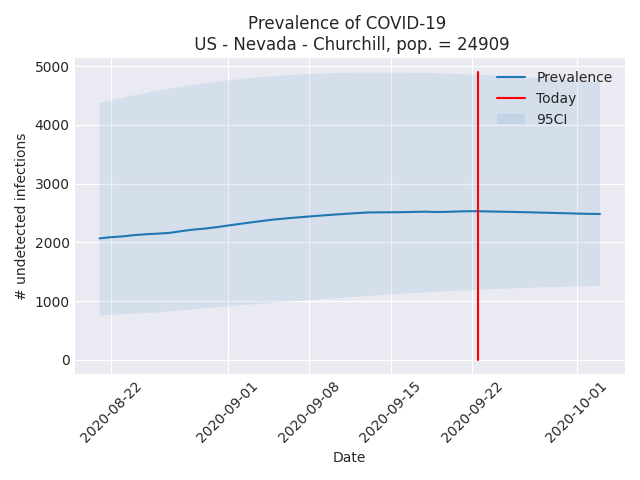 Prevalence of COVID-19
US - Nevada - Churchill, pop. = 24909
5000
4000
3000
2000
1000
0
# undetected infections
Prevalence
Today
95CI
2020-08-22
2020-09-01
2020-09-08
2020-09-15
2020-09-22
2020-10-01
Date